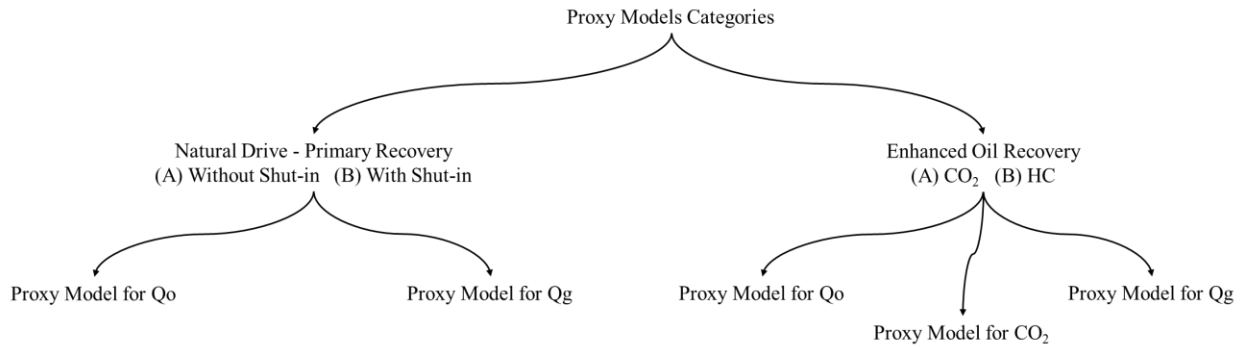 Proxy Models Categories
Natural Drive - Primary Recovery
(A) Without Shut-in (B) With Shut-in
Enhanced Oil Recovery
(A) CO₂ (B) HC
Proxy Model for Qo
Proxy Model for Qg
Proxy Model for Qo
Proxy Model for CO₂
Proxy Model for Qg